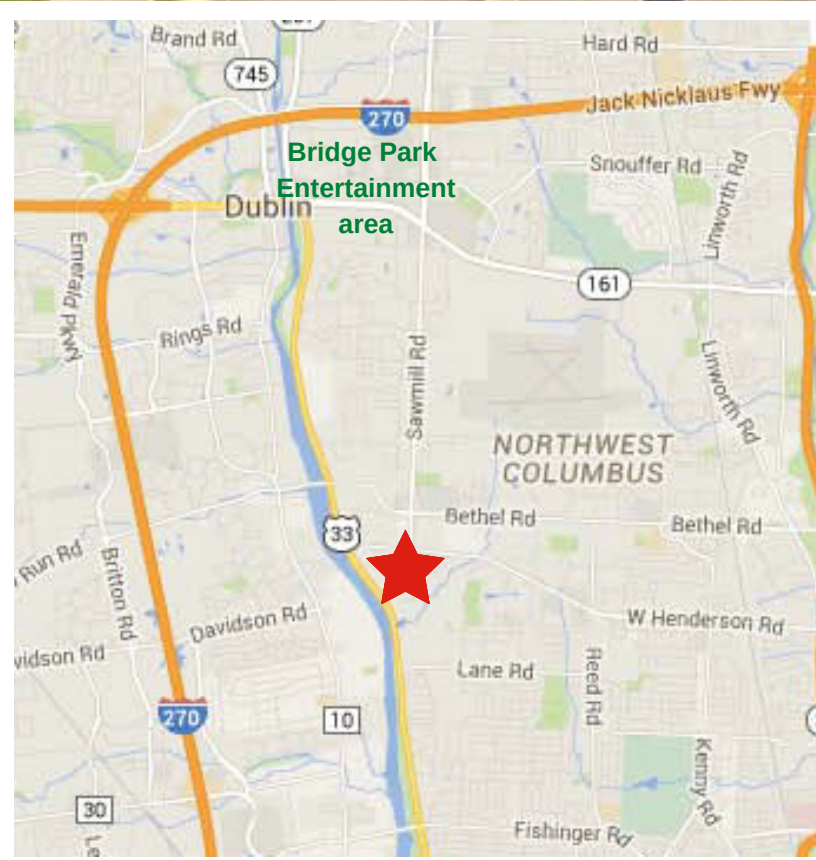 Brand Rd
Hard Rd
745
Jack Nicklaus Fwy
270
Bridge Park
Entertainment
area
Snouffer Rd
Linworth Rd
Dublin
Emerald Pkwy
161
Rings Rd
Sawmill Rd
Linworth Rd
NORTHWEST
COLUMBUS
Bethel Rd
Bethel Rd
33
Run Rd
Britton Rd
Davidson Rd
W Henderson Rd
vidson Rd
Lane Rd
Reed Rd
270
10
Kenny Rd
30
Le
Fishinger Rd